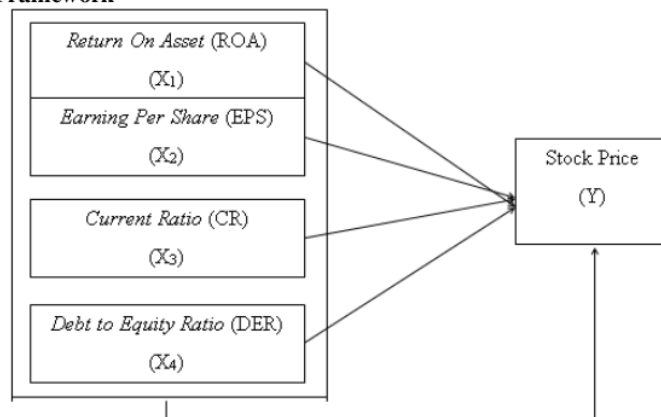 Return On Asset (ROA)
(X1)
Earning Per Share (EPS)
(X2)
Current Ratio (CR)
(X3)
Debt to Equity Ratio (DER)
(X4)
Stock Price
(Y)